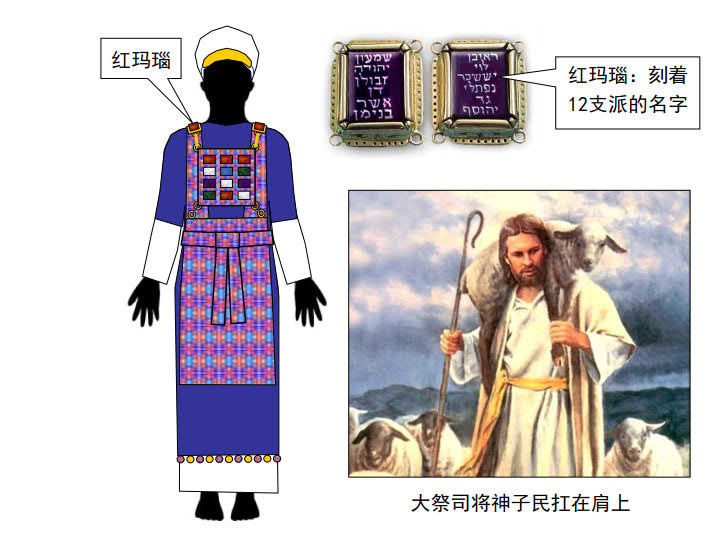 红玛瑙
שמעון
יהודה
זבולן
דן
אשר
בנימן
ראובן
לוי
יששכר
נפתלי
גד
יהוסף
红玛瑙：刻着
12支派的名字
大祭司将神子民扛在肩上